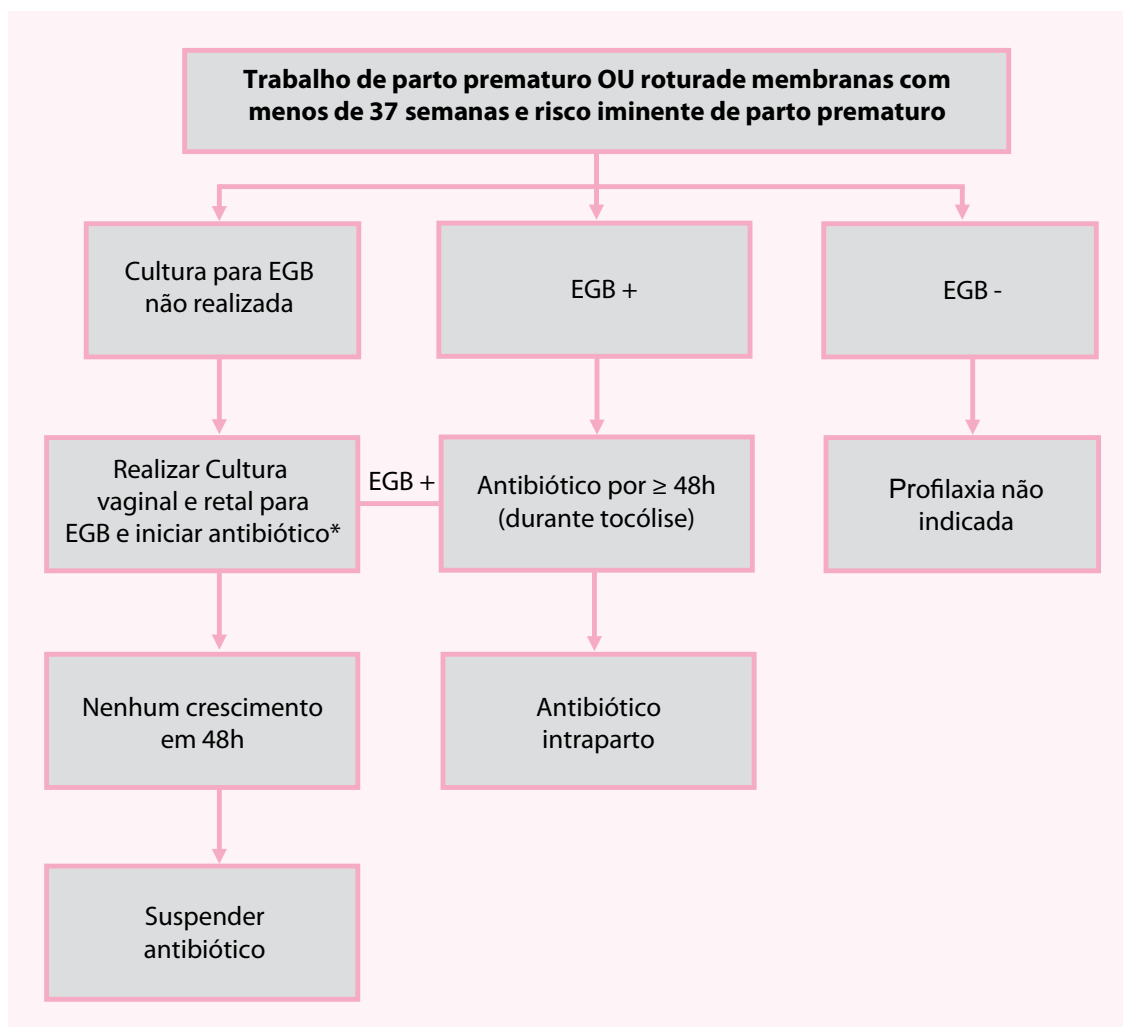 Trabalho de parto prematuro OU roturade membranas com
menos de 37 semanas e risco iminente de parto prematuro
Cultura para EGB
não realizada
EGB +
EGB -
Realizar Cultura
vaginal e retal para
EGB e iniciar antibiótico*
EGB +
Antibiótico por ≥ 48h
(durante tocólise)
Profilaxia não
indicada
Nenhum crescimento
em 48h
Antibiótico
intraparto
Suspender
antibiótico